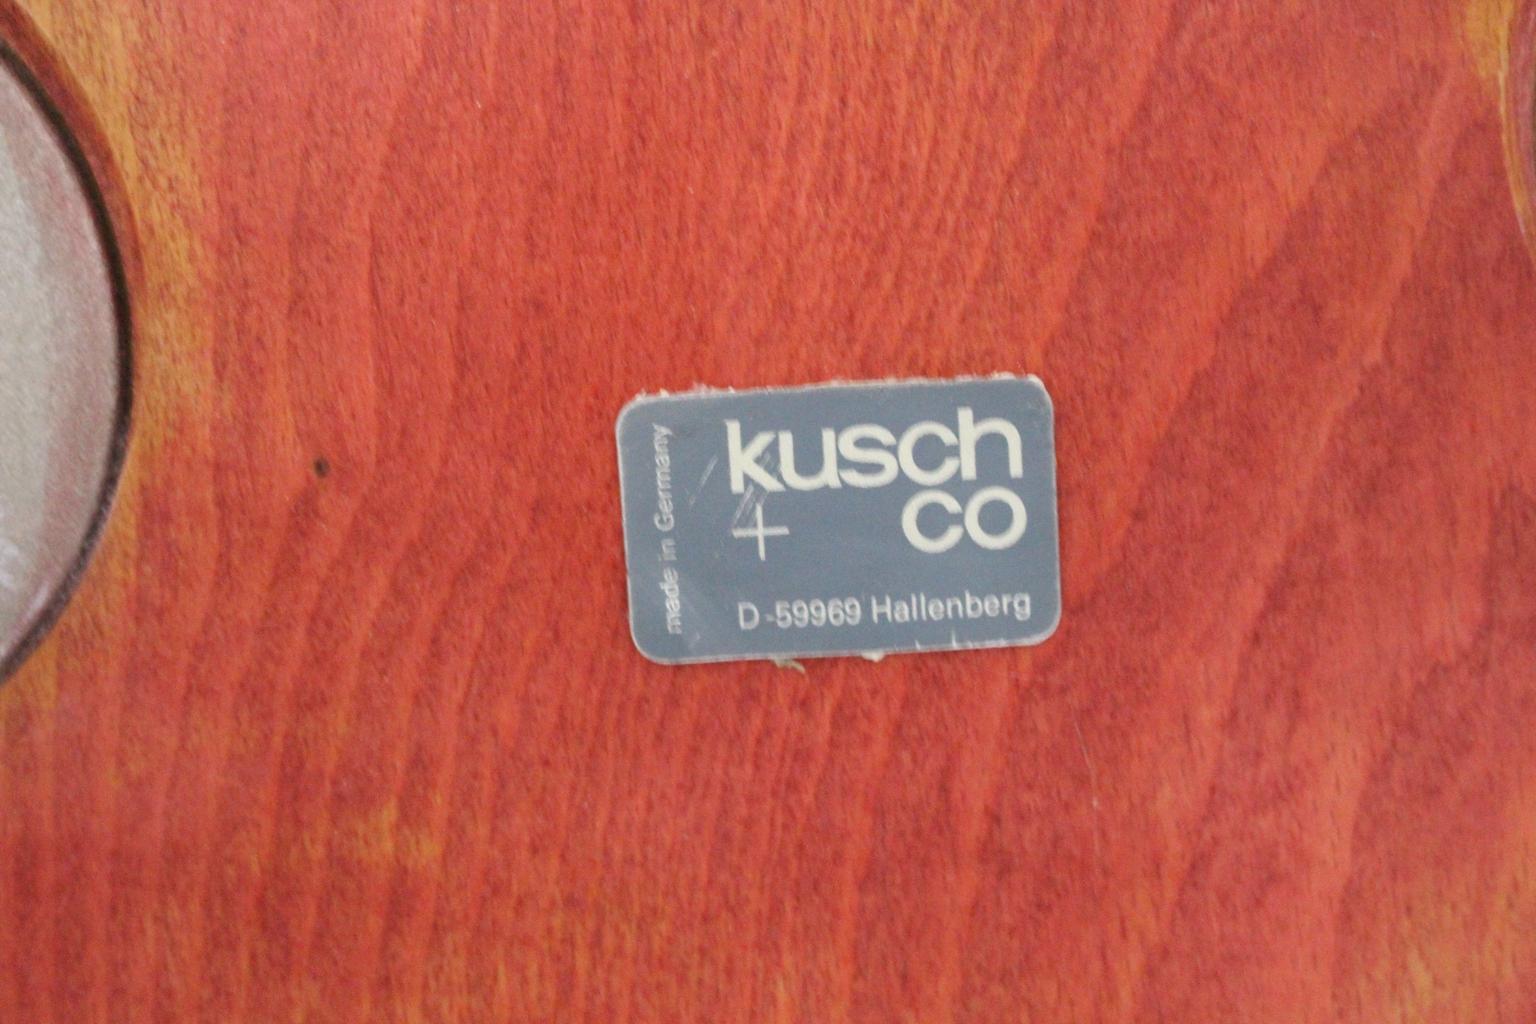 made in Germany
kusch
+ co
D-59969 Hallenberg